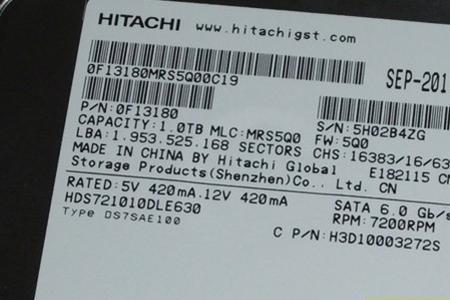 HITACHI www.hitachigst.com
0F13180MRS5Q00C19
SEP-201
P/N:0F13180
S/N:5H02B4ZG
CAPACITY:1.0TB MLC:MRS5Q0 FW:5Q0
LBA:1.953.525.168 SECTORS CHS:16383/16/63
MADE IN CHINA BY Hitachi Global E182115 CN
Storage Products(Shenzhen)Co., Ltd. CN
RATED:5V 420mA.12V 420mA SATA 6.0 Gb/s
HDS721010DLE630 RPM:7200RPM
Type DS7SAE100
C P/N:H3D10003272S